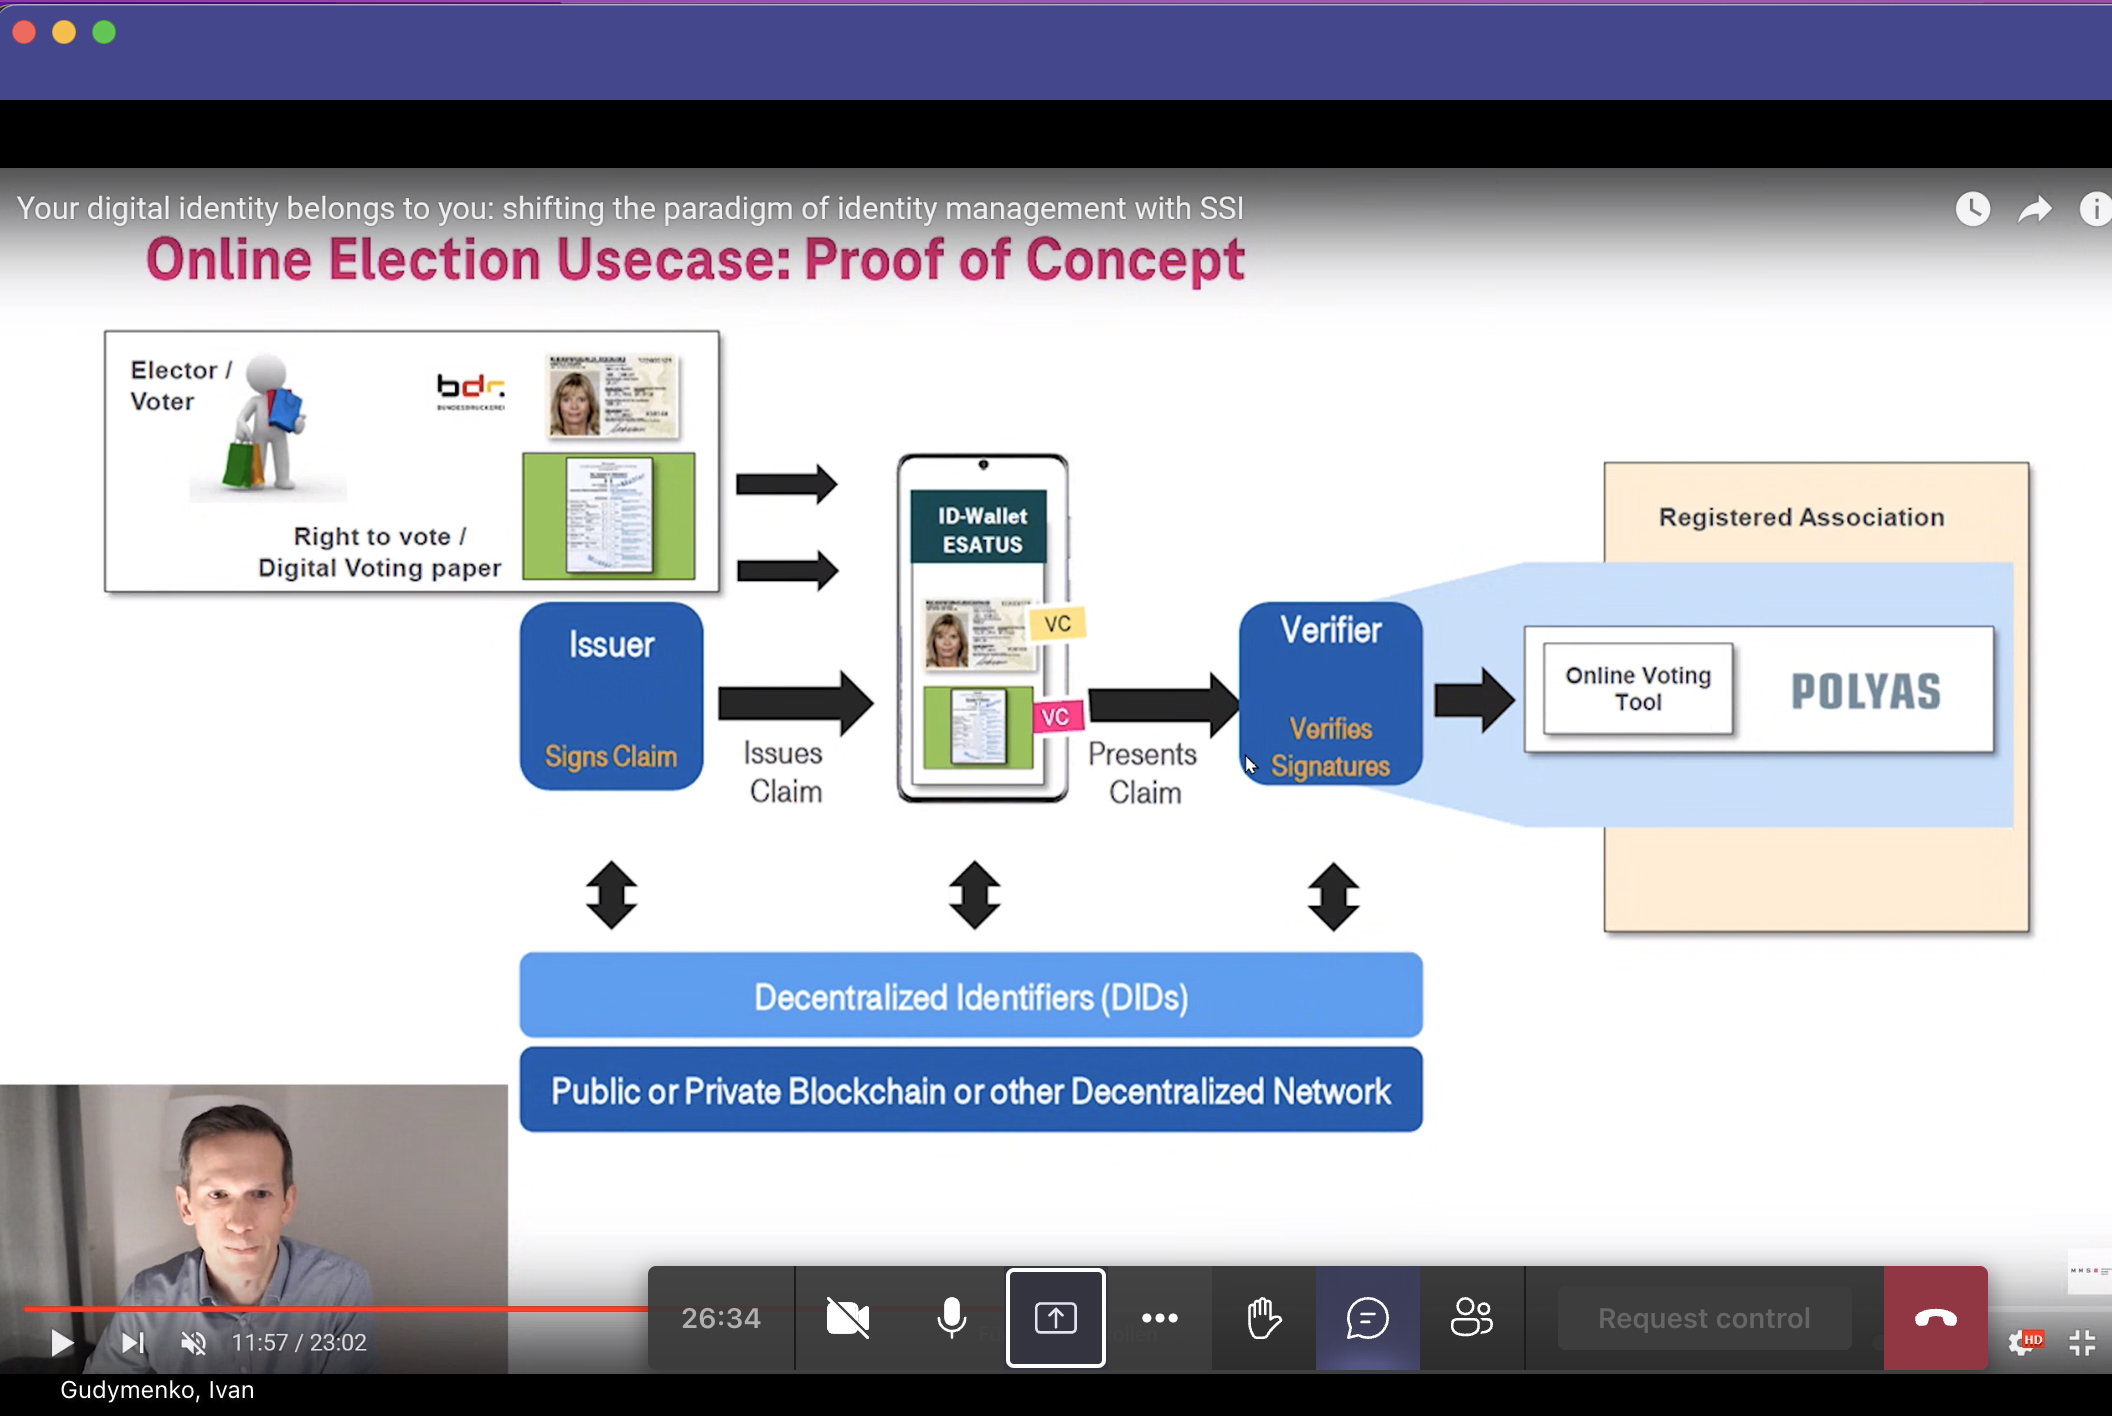 Your digital identity belongs to you: shifting the paradigm of identity management with SSI
Online Election Usecase: Proof of Concept
Elector /
Voter
bdr.
BUNDESDRUCKEREI
Right to vote /
Digital Voting paper
ID-Wallet
ESATUS
VC
VC
Issuer
Signs Claim
Issues
Claim
Presents
Claim
Verifier
Verifies
Signatures
Registered Association
Online Voting
Tool
POLYAS
Decentralized Identifiers (DIDs)
Public or Private Blockchain or other Decentralized Network
26:34
Request control
11:57 / 23:02
HD
Gudymenko, Ivan